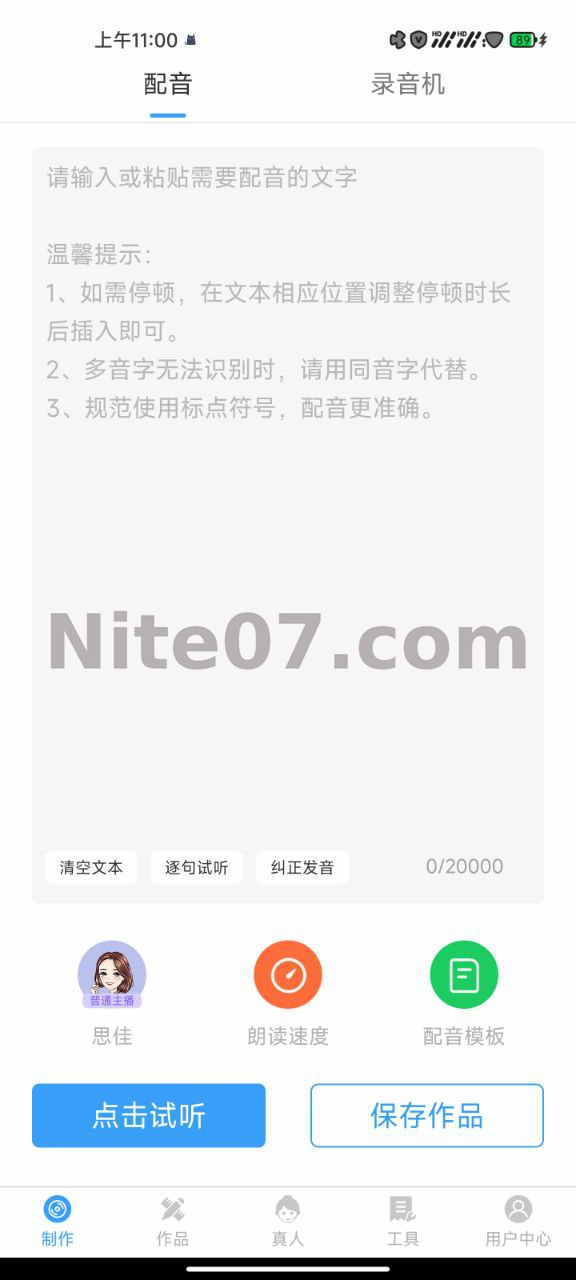 上午11:00
HD HD 89
配音 录音机
请输入或粘贴需要配音的文字
温馨提示：
1、如需停顿，在文本相应位置调整停顿时长
后插入即可。
2、多音字无法识别时，请用同音字代替。
3、规范使用标点符号，配音更准确。
Nite07.com
清空文本 逐句试听 纠正发音 0/20000
普通主播
思佳 朗读速度 配音模板
点击试听 保存作品
制作 作品 真人 工具 用户中心